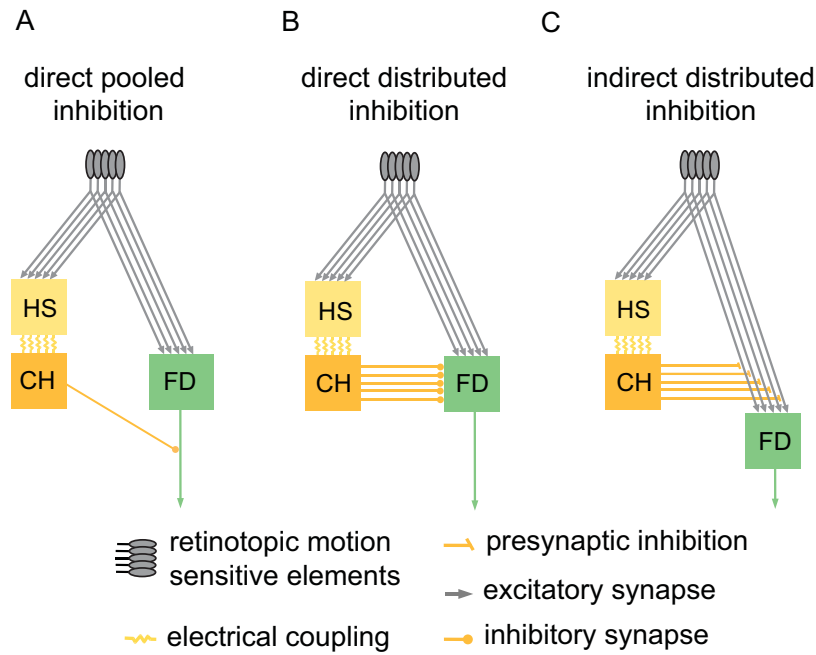 A
direct pooled
inhibition
HS
CH
FD
B
direct distributed
inhibition
HS
CH
FD
C
indirect distributed
inhibition
HS
CH
FD
retinotopic motion
sensitive elements
electrical coupling
presynaptic inhibition
excitatory synapse
inhibitory synapse